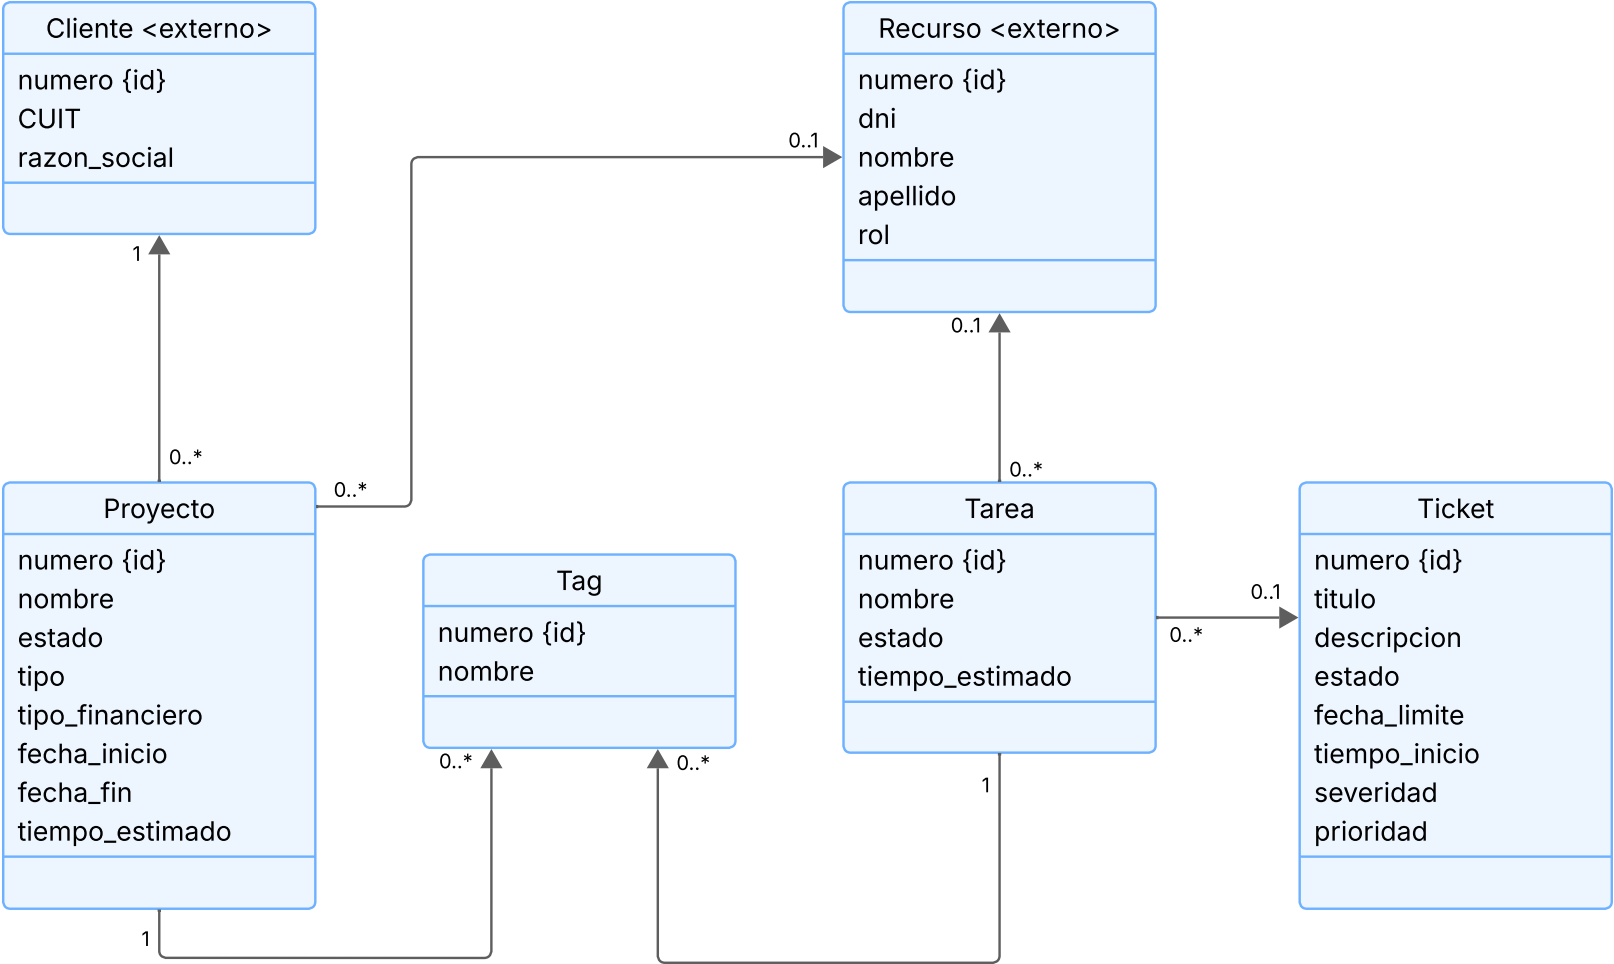 Cliente <externo>
numero {id}
CUIT
razon_social
1
0..*
Recurso <externo>
numero {id}
dni
nombre
apellido
rol
0..1
0..1
0..*
0..*
Proyecto
numero {id}
nombre
estado
tipo
tipo_financiero
fecha_inicio
fecha_fin
tiempo_estimado
1
Tag
numero {id}
nombre
0..*
0..*
Tarea
numero {id}
nombre
estado
tiempo_estimado
1
0..1
0..*
Ticket
numero {id}
titulo
descripcion
estado
fecha_limite
tiempo_inicio
severidad
prioridad